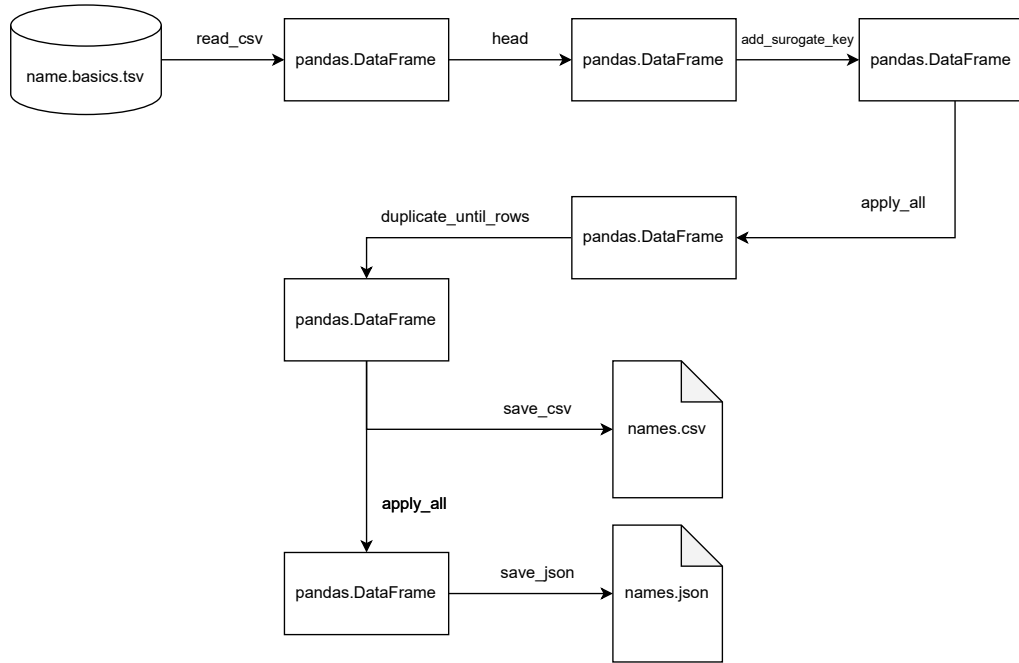 name.basics.tsv
read_csv
pandas.DataFrame
head
pandas.DataFrame
add_surogate_key
pandas.DataFrame
apply_all
pandas.DataFrame
duplicate_until_rows
pandas.DataFrame
save_csv
names.csv
apply_all
pandas.DataFrame
save_json
names.json